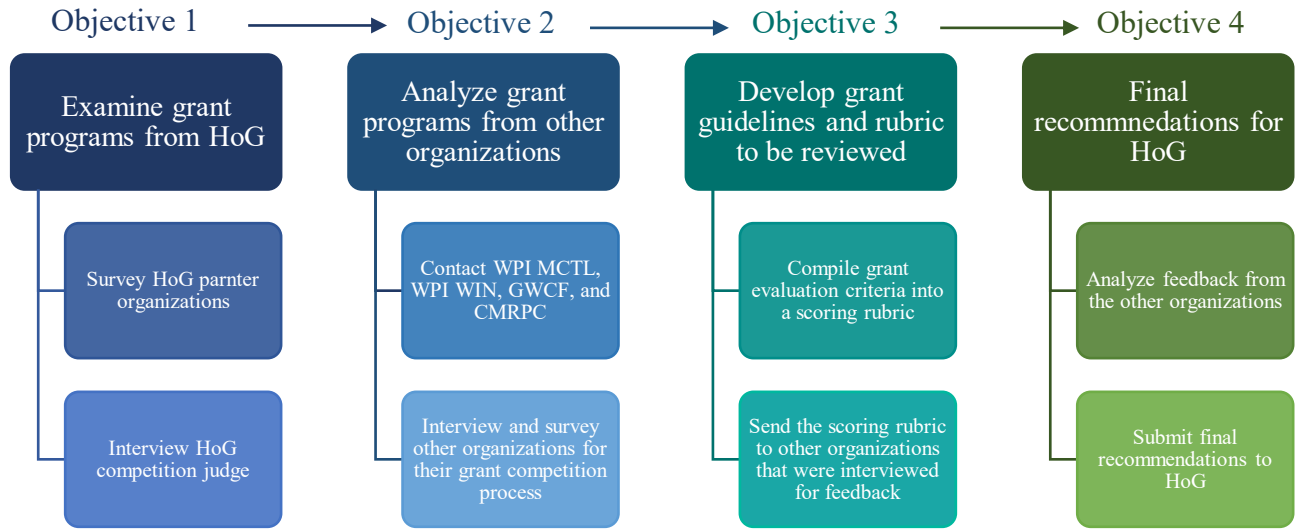 Objective 1
Objective 2
Objective 3
Objective 4
Examine grant
programs from HoG
Analyze grant
programs from other
organizations
Develop grant
guidelines and rubric
to be reviewed
Final
recommnedations for
HoG
Survey HoG parnter
organizations
Contact WPI MCTL,
WPI WIN, GWCF, and
CMRPC
Compile grant
evaluation criteria into
a scoring rubric
Analyze feedback from
the other organizations
Interview HoG
competition judge
Interview and survey
other organizations for
their grant competition
process
Send the scoring rubric
to other organizations
that were interviewed
for feedback
Submit final
recommendations to
HoG